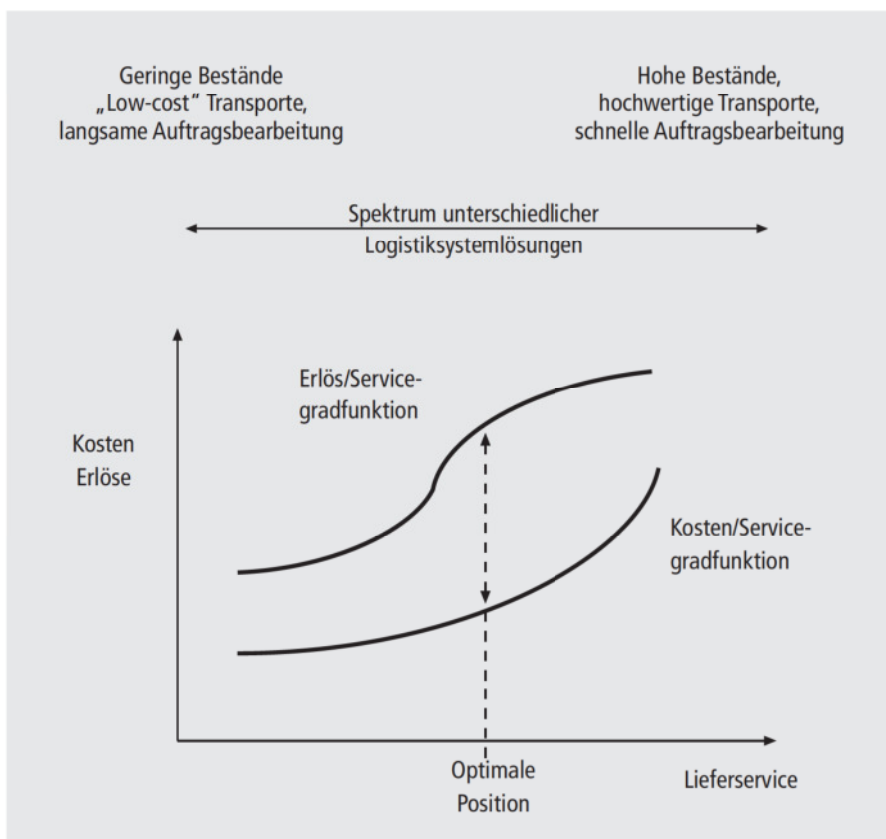 Geringe Bestände
„Low-cost“ Transporte,
langsame Auftragsbearbeitung
Hohe Bestände,
hochwertige Transporte,
schnelle Auftragsbearbeitung
Spektrum unterschiedlicher
Logistiksystemlösungen
Erlös/Service-
gradfunktion
Kosten
Erlöse
Kosten/Service-
gradfunktion
Optimale
Position
Lieferservice